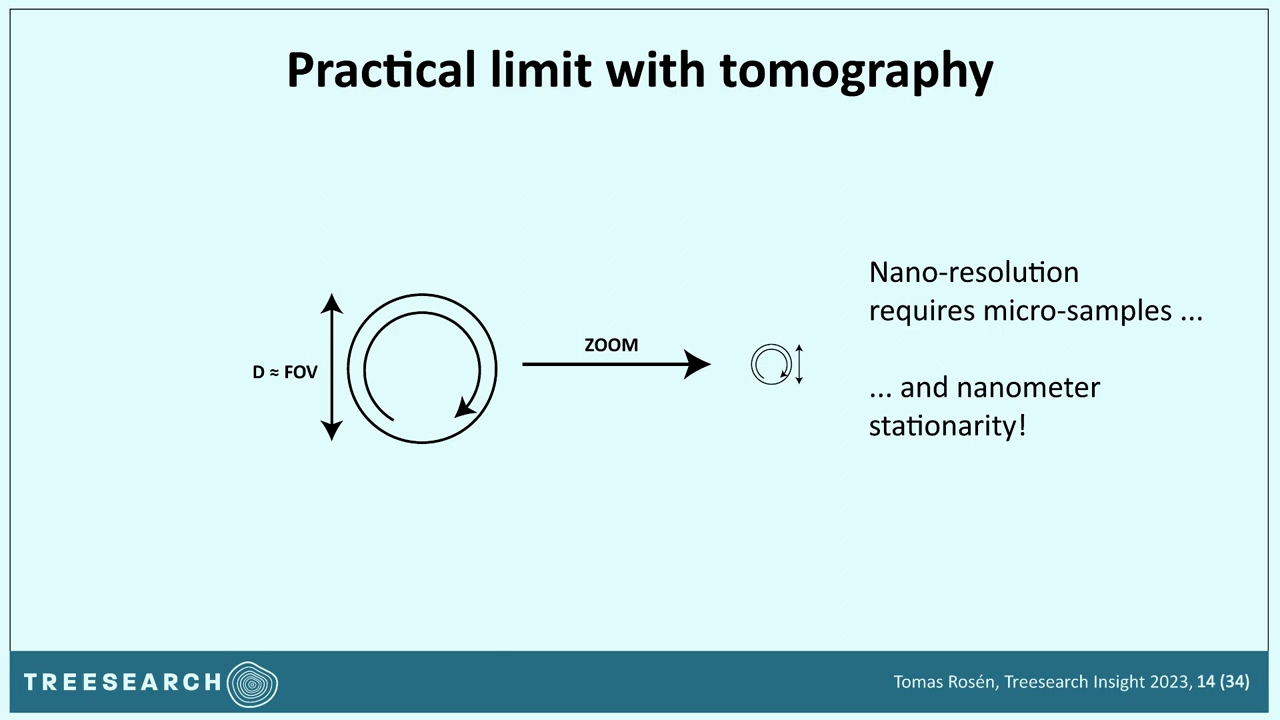 Practical limit with tomography
D ≈ FOV
ZOOM
Nano-resolution
requires micro-samples ...
... and nanometer
stationarity!
TREESEARCH
Tomas Rosén, Treesearch Insight 2023, 14 (34)